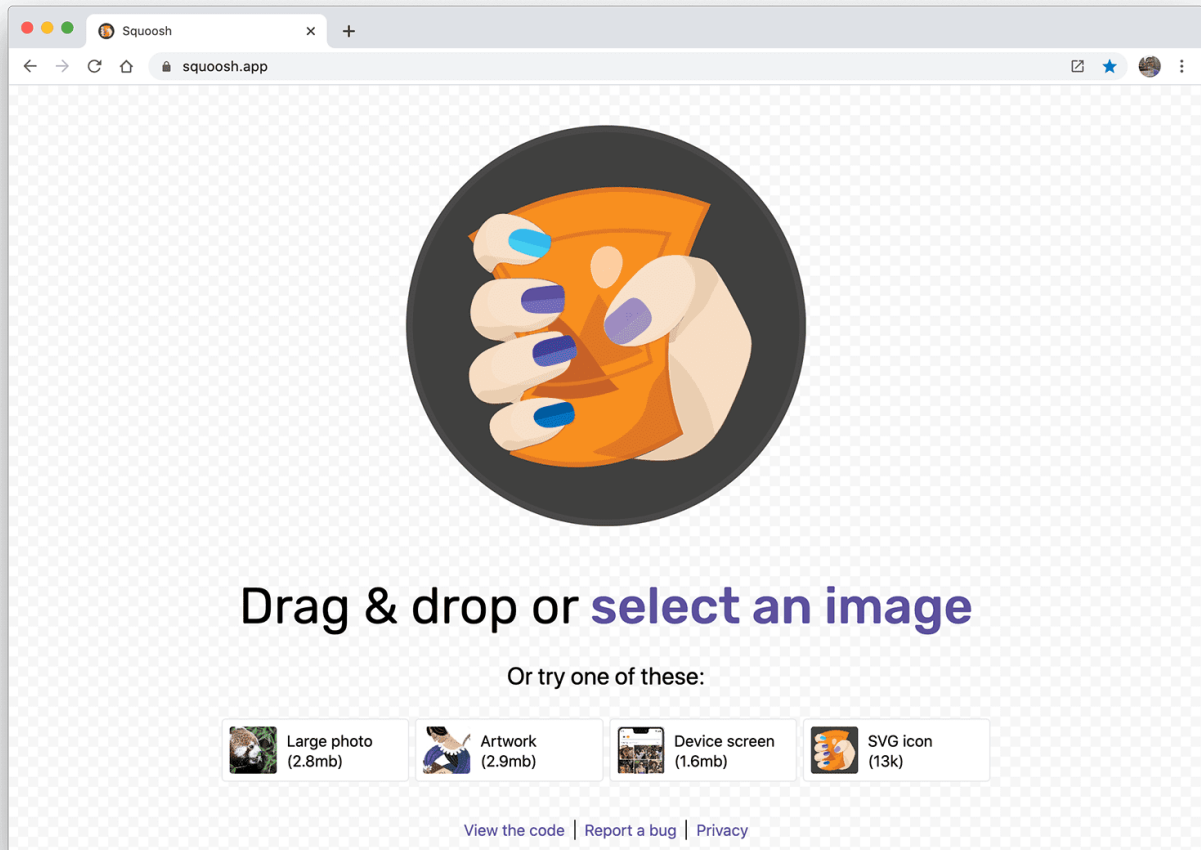 Squoosh
squoosh.app
Drag & drop or select an image
Or try one of these:
Large photo
(2.8mb)
Artwork
(2.9mb)
Device screen
(1.6mb)
SVG icon
(13k)
View the code | Report a bug | Privacy